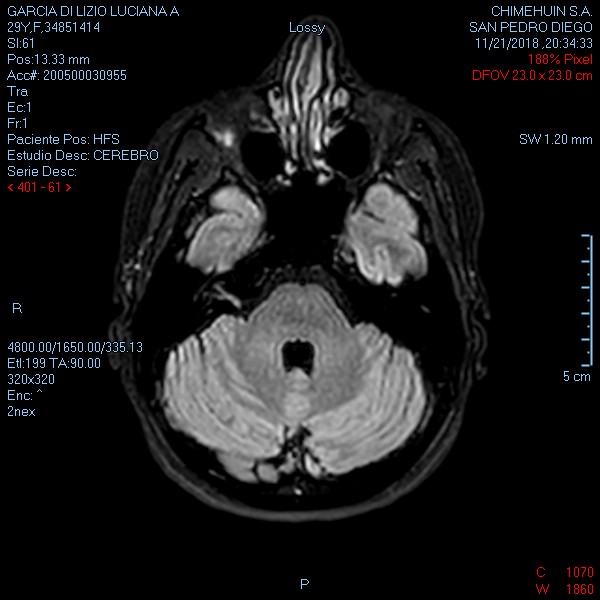 GARCIA DI LIZIO LUCIANA A
29Y,F,34851414
Sl:61
Pos:13.33 mm
Acc#: 200500030955
Tra
Ec:1
Fr:1
Paciente Pos: HFS
Estudio Desc: CEREBRO
Serie Desc:
< 401 - 61 >
Lossy
CHIMEHUIN S.A.
SAN PEDRO DIEGO
11/21/2018 ,20:34:33
188% Pixel
DFOV 23.0 x 23.0 cm
SW 1.20 mm
R
4800.00/1650.00/335.13
Etl:199 TA:90.00
320x320
Enc: ^
2nex
5 cm
P
C 1070
W 1860